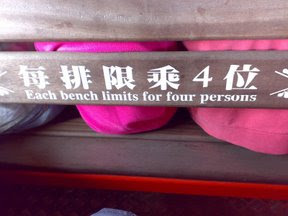 每排限乘4位
Each bench limits for four persons